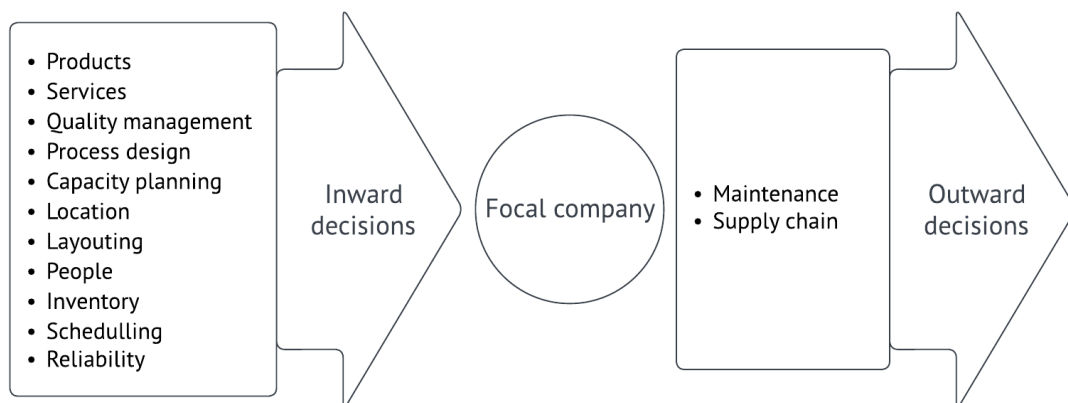 • Products
• Services
• Quality management
• Process design
• Capacity planning
• Location
• Layouting
• People
• Inventory
• Schedulling
• Reliability
Inward
decisions
Focal company
• Maintenance
• Supply chain
Outward
decisions